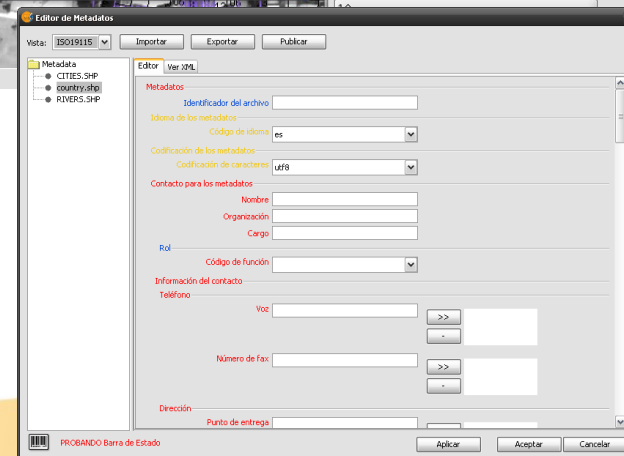 Editor de Metadatos
Vista: ISO19115 Importar Exportar Publicar
Metadata
CITIES.SHP
country.shp
RIVERS.SHP
Editor Ver XML
Metadatos
Identificador del archivo
Idioma de los metadatos
Código de idioma es
Codificación de los metadatos
Codificación de caracteres utf8
Contacto para los metadatos
Nombre
Organización
Cargo
Rol
Código de función
Información del contacto
Teléfono
Voz >>
-
Número de fax >>
-
Dirección
Punto de entrega
PROBANDO Barra de Estado Aplicar Aceptar Cancelar